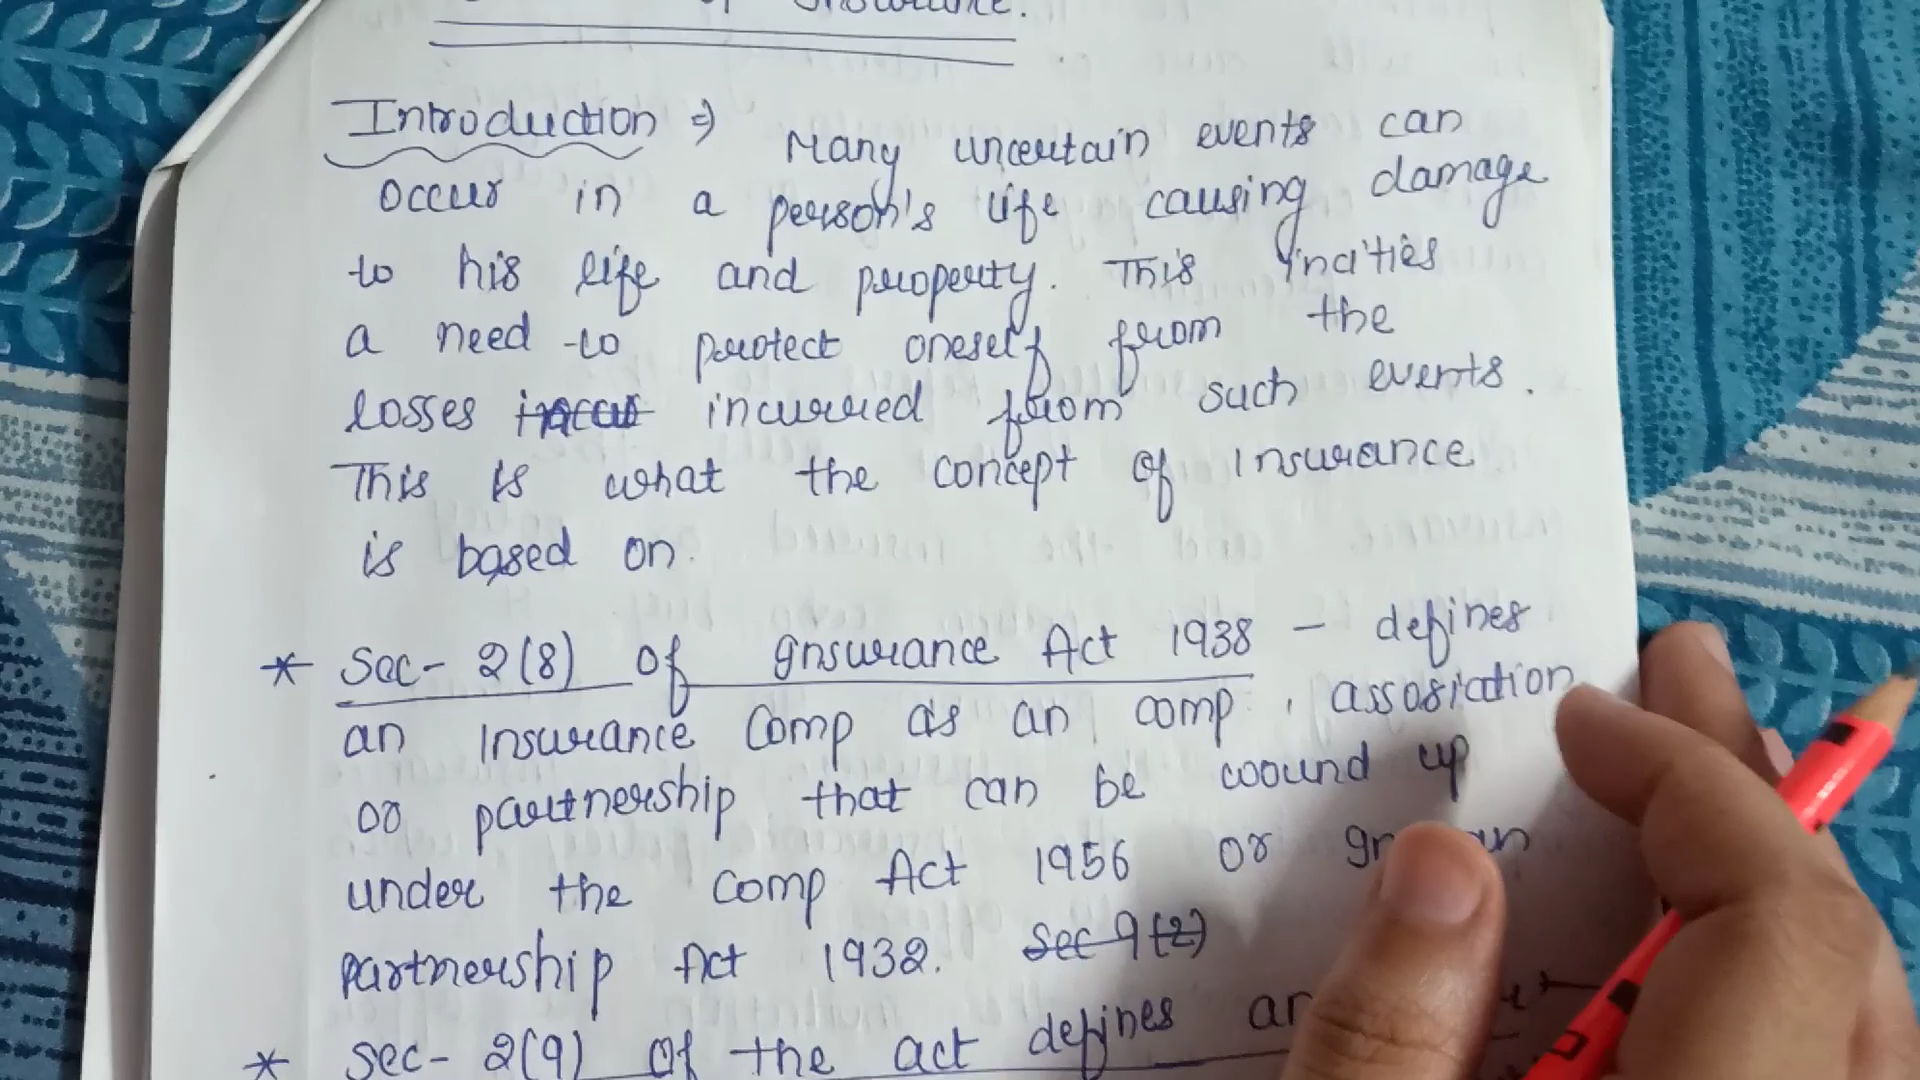 of Insurance.
Introduction ⇒ Many uncertain events can
occur in a person's life causing damage
to his life and property. This incities
a need to protect oneself from the
losses incurred from such events.
This is what the concept of insurance
is based on.
* Sec- 2(8) of Insurance Act 1938 - defines
an insurance comp as an comp, assosiation
or partnership that can be wound up
under the comp Act 1956 or
partnership Act 1932. Sec 9(2)
* Sec- 2(9) of the act defines an